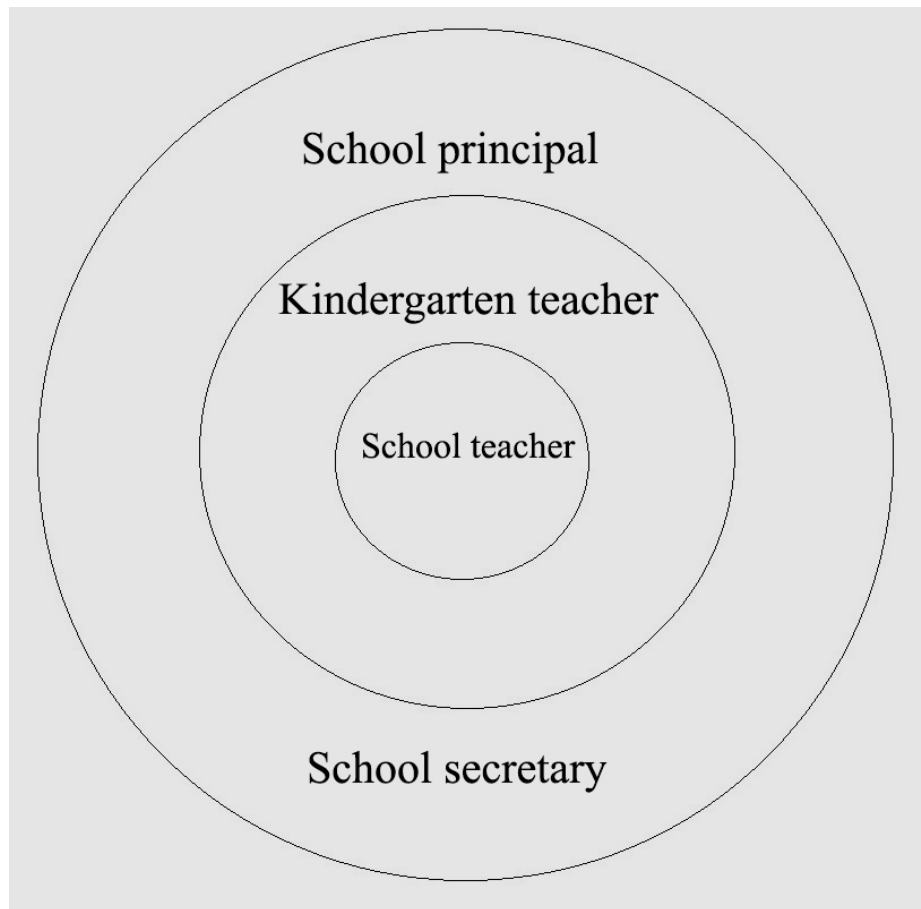 School principal
Kindergarten teacher
School teacher
School secretary